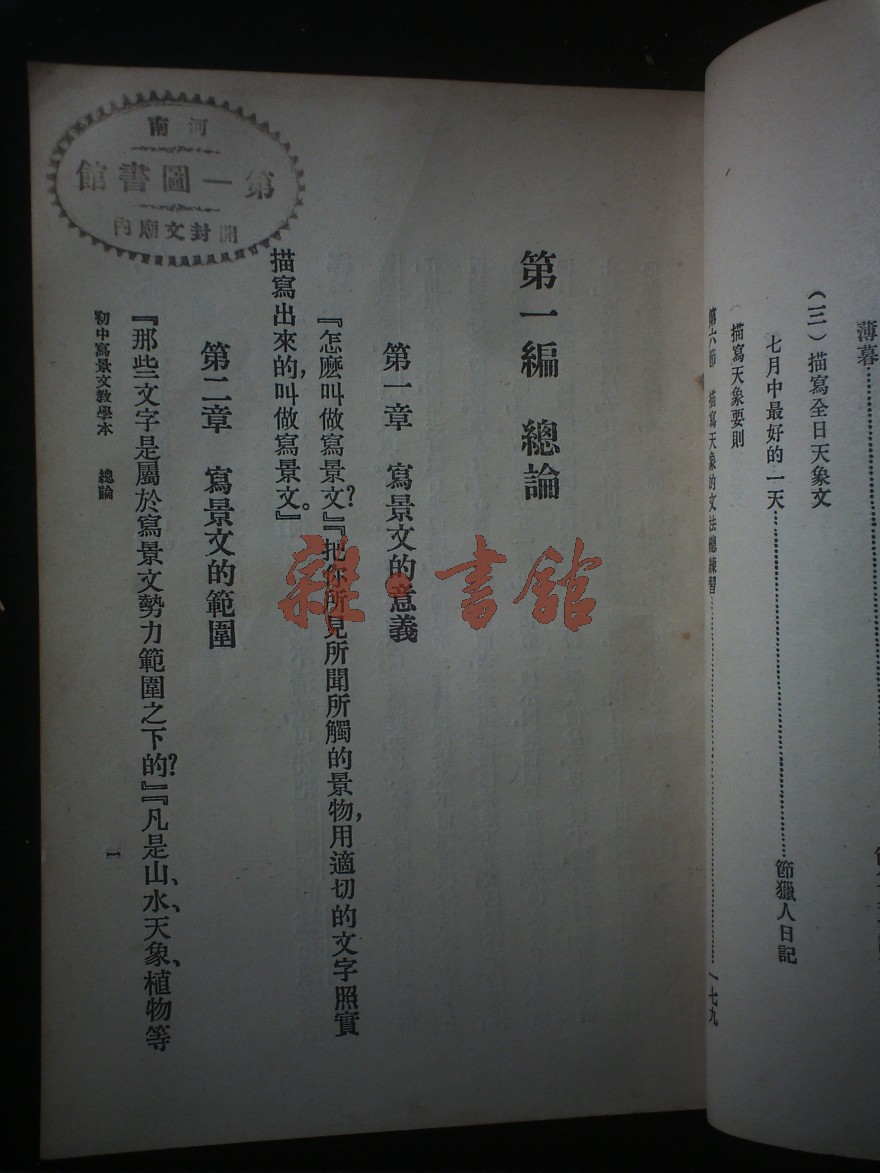 薄暮
(三)描寫全日天象文
七月中最好的一天……節獵人日記
描寫天象要則
第六節 描寫天象的文法總練習……一七九
河南
第一圖書館
開封文廟內
第一編 總論
第一章 寫景文的意義
『怎麽叫做寫景文?』『把你所見所聞所觸的景物,用適切的文字照實
描寫出來的,叫做寫景文。』
第二章 寫景文的範圍
『那些文字是屬於寫景文勢力範圍之下的?』『凡是山、水、天象、植物等
初中寫景文教學本 總論 一
雜·書館